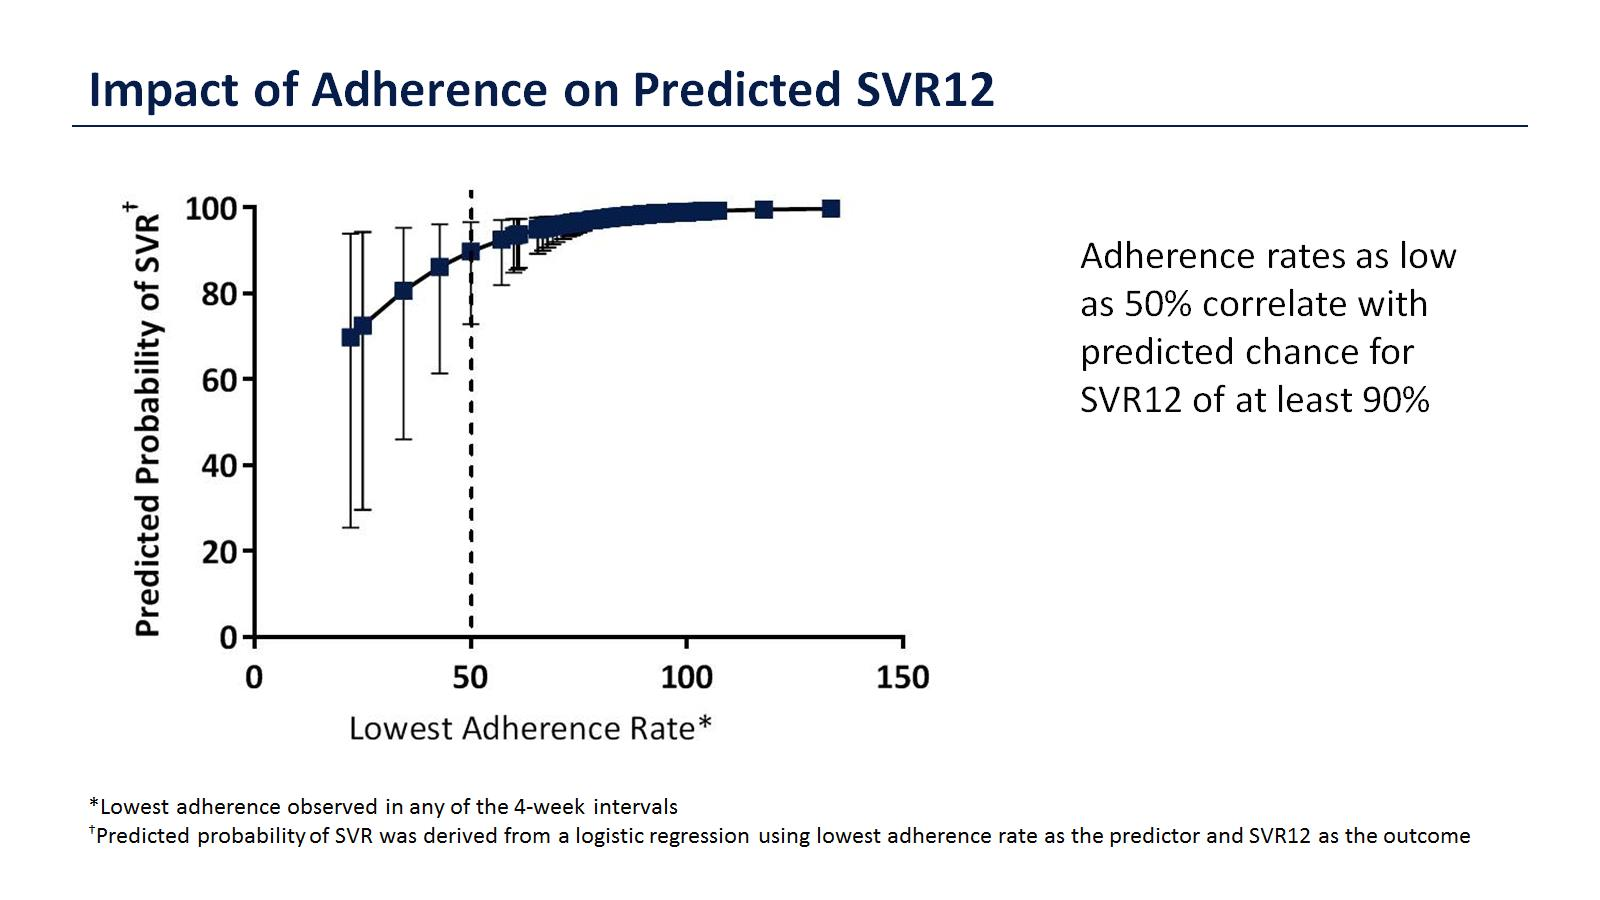 Impact of Adherence on Predicted SVR12
Predicted Probability of SVR†
100
80
60
40
20
0
0
50
100
150
Lowest Adherence Rate*
Adherence rates as low
as 50% correlate with
predicted chance for
SVR12 of at least 90%
*Lowest adherence observed in any of the 4-week intervals
†Predicted probability of SVR was derived from a logistic regression using lowest adherence rate as the predictor and SVR12 as the outcome